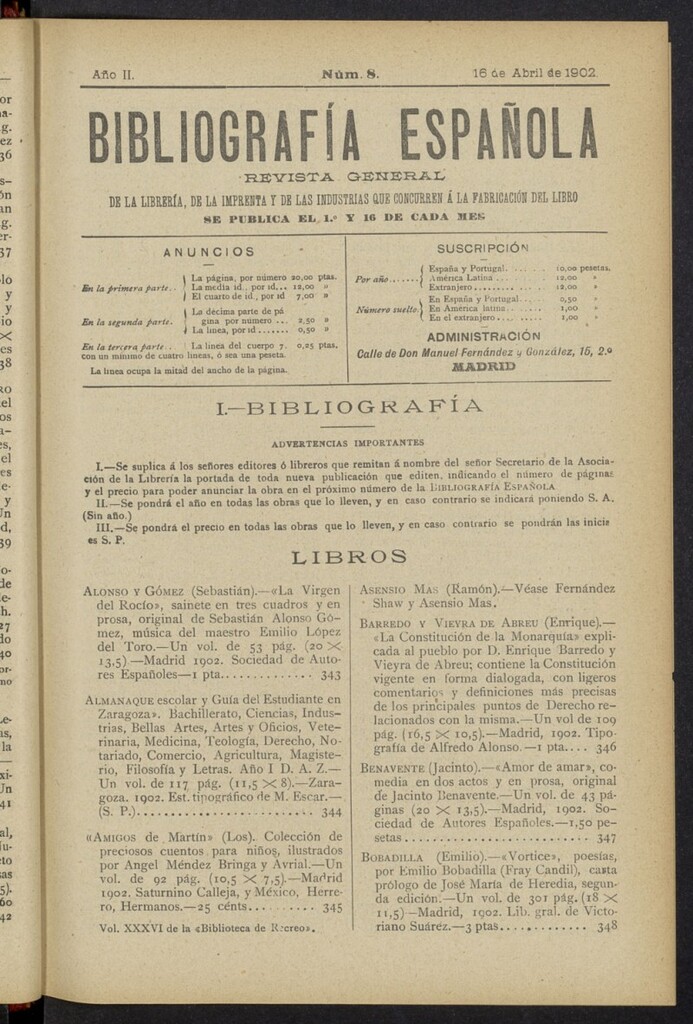 Año II.
Núm. 8.
16 de Abril de 1902.
BIBLIOGRAFÍA ESPAÑOLA
REVISTA GENERAL
DE LA LIBRERÍA, DE LA IMPRENTA Y DE LAS INDUSTRIAS QUE CONCURREN Á LA FABRICACIÓN DEL LIBRO
SE PUBLICA EL 1.º Y 16 DE CADA MES
ANUNCIOS
En la primera parte..
La página, por número 20,00 ptas.
La media id., por id... 12,00 »
El cuarto de id., por id 7,00 »
En la segunda parte.
La décima parte de pá
gina por número ... 2,50 »
La línea, por id....... 0,50 »
En la tercera parte.. La línea del cuerpo 7. 0,25 ptas.
con un mínimo de cuatro líneas, ó sea una peseta.
La línea ocupa la mitad del ancho de la página.
SUSCRIPCIÓN
Por año.......
España y Portugal....... 10,00 pesetas.
América Latina......... 12,00 »
Extranjero............ 12,00 »
Número suelto.
En España y Portugal.... 0,50 »
En América latina...... 1,00 »
En el extranjero....... 1,00 »
ADMINISTRACIÓN
Calle de Don Manuel Fernández y González, 15, 2.º
MADRID
I.—BIBLIOGRAFÍA
ADVERTENCIAS IMPORTANTES
I.—Se suplica á los señores editores ó libreros que remitan á nombre del señor Secretario de la Asocia-
ción de la Librería la portada de toda nueva publicación que editen, indicando el número de páginas
y el precio para poder anunciar la obra en el próximo número de la BIBLIOGRAFÍA ESPAÑOLA
II.—Se pondrá el año en todas las obras que lo lleven, y en caso contrario se indicará poniendo S. A.
(Sin año.)
III.—Se pondrá el precio en todas las obras que lo lleven, y en caso contrario se pondrán las inicia
es S. P.
LIBROS
ALONSO Y GÓMEZ (Sebastián).—«La Virgen
del Rocío», sainete en tres cuadros y en
prosa, original de Sebastián Alonso Gó-
mez, música del maestro Emilio López
del Toro.—Un vol. de 53 pág. (20 ×
13,5)—Madrid 1902. Sociedad de Auto-
res Españoles—1 pta............. 343
ALMANAQUE escolar y Guía del Estudiante en
Zaragoza». Bachillerato, Ciencias, Indus-
trias, Bellas Artes, Artes y Oficios, Vete-
rinaria, Medicina, Teología, Derecho, No-
tariado, Comercio, Agricultura, Magiste-
rio, Filosofía y Letras. Año I D. A. Z.—
Un vol. de 117 pág. (11,5 × 8).—Zara-
goza. 1902. Est. tipográfico de M. Escar.—
(S. P.)...................... 344
«AMIGOS de Martín» (Los). Colección de
preciosos cuentos para niños, ilustrados
por Angel Méndez Bringa y Avrial.—Un
vol. de 92 pág. (10,5 × 7,5).—Madrid
1902. Saturnino Calleja, y México, Herre-
ro, Hermanos.—25 cénts.......... 345
Vol. XXXVI de la «Biblioteca de Recreo».
ASENSIO MAS (Ramón).—Véase Fernández
Shaw y Asensio Mas.
BARREDO Y VIEYRA DE ABREU (Enrique).—
«La Constitución de la Monarquía» expli-
cada al pueblo por D. Enrique Barredo y
Vieyra de Abreu; contiene la Constitución
vigente en forma dialogada, con ligeros
comentarios y definiciones más precisas
de los principales puntos de Derecho re-
lacionados con la misma.—Un vol de 109
pág. (16,5 × 10,5).—Madrid, 1902. Tipo-
grafía de Alfredo Alonso.—1 pta.... 346
BENAVENTE (Jacinto).—«Amor de amar», co-
media en dos actos y en prosa, original
de Jacinto Benavente.—Un vol. de 43 pá-
ginas (20 × 13,5).—Madrid, 1902. So-
ciedad de Autores Españoles.—1,50 pe-
setas........................ 347
BOBADILLA (Emilio).—«Vortice», poesías,
por Emilio Bobadilla (Fray Candil), carta
prólogo de José María de Heredia, segun-
da edición.—Un vol. de 301 pág. (18 ×
11,5)—Madrid, 1902. Lib. gral. de Victo-
riano Suárez.—3 ptas............ 348